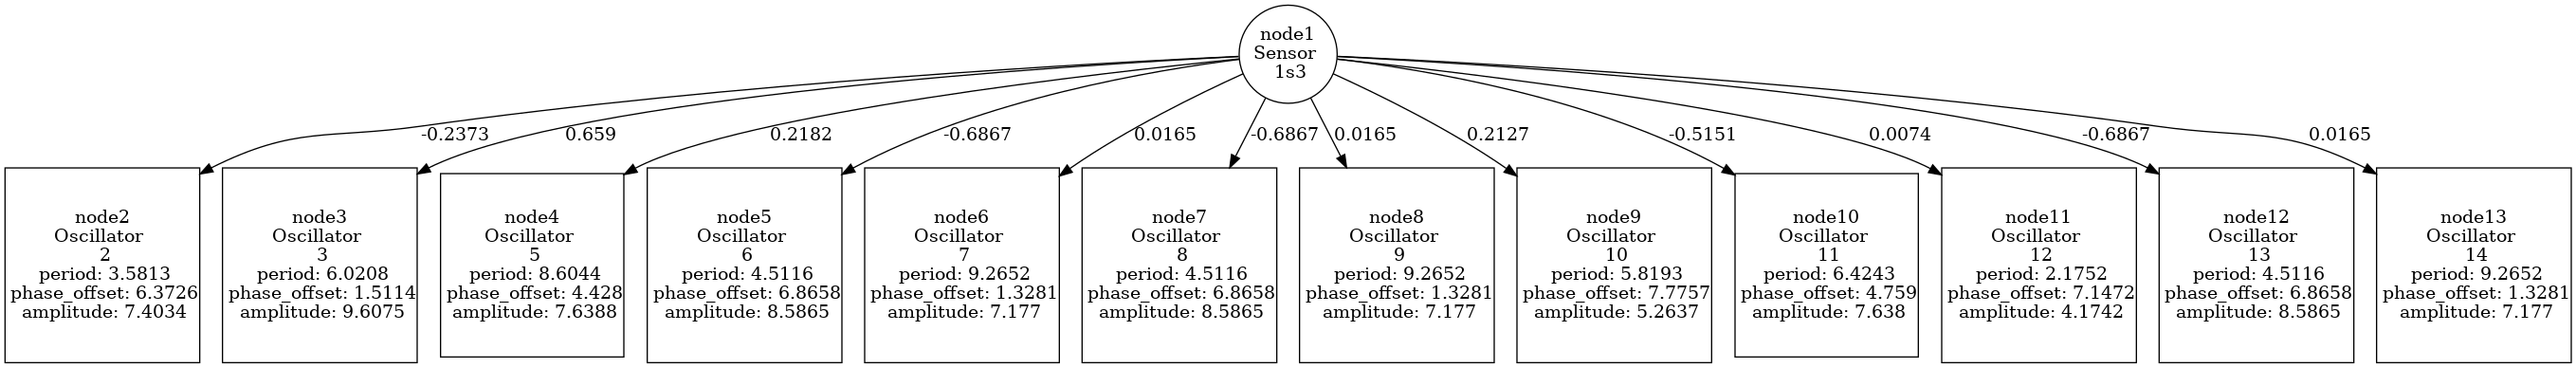 node1
Sensor
1s3
-0.2373
0.659
0.2182
-0.6867
0.0165
-0.6867
0.0165
0.2127
-0.5151
0.0074
-0.6867
0.0165
node2
Oscillator
2
period: 3.5813
phase_offset: 6.3726
amplitude: 7.4034
node3
Oscillator
3
period: 6.0208
phase_offset: 1.5114
amplitude: 9.6075
node4
Oscillator
5
period: 8.6044
phase_offset: 4.428
amplitude: 7.6388
node5
Oscillator
6
period: 4.5116
phase_offset: 6.8658
amplitude: 8.5865
node6
Oscillator
7
period: 9.2652
phase_offset: 1.3281
amplitude: 7.177
node7
Oscillator
8
period: 4.5116
phase_offset: 6.8658
amplitude: 8.5865
node8
Oscillator
9
period: 9.2652
phase_offset: 1.3281
amplitude: 7.177
node9
Oscillator
10
period: 5.8193
phase_offset: 7.7757
amplitude: 5.2637
node10
Oscillator
11
period: 6.4243
phase_offset: 4.759
amplitude: 7.638
node11
Oscillator
12
period: 2.1752
phase_offset: 7.1472
amplitude: 4.1742
node12
Oscillator
13
period: 4.5116
phase_offset: 6.8658
amplitude: 8.5865
node13
Oscillator
14
period: 9.2652
phase_offset: 1.3281
amplitude: 7.177